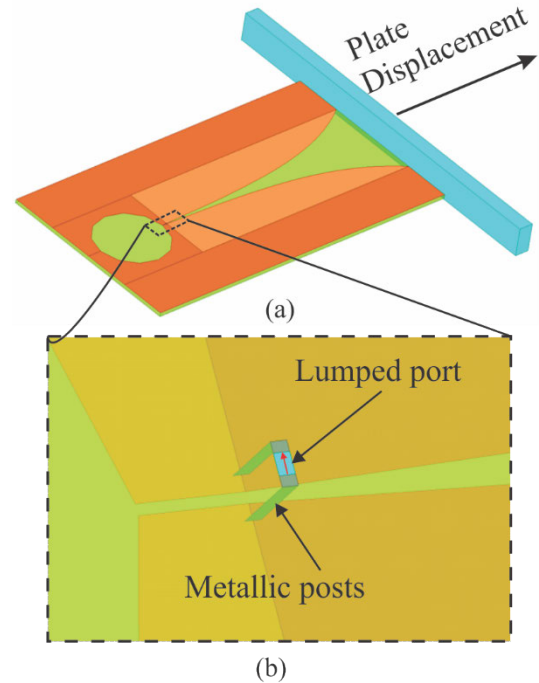 Plate
Displacement
(a)
Lumped port
Metallic posts
(b)